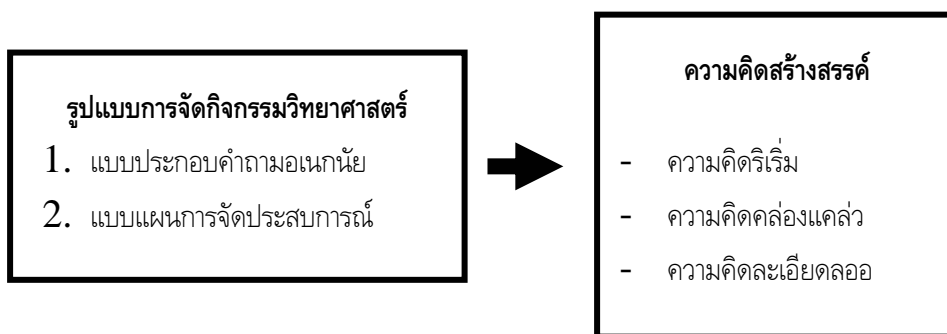 รูปแบบการจัดกิจกรรมวิทยาศาสตร์
1. แบบประกอบคำถามอเนกนัย
2. แบบแผนการจัดประสบการณ์
ความคิดสร้างสรรค์
- ความคิดริเริ่ม
- ความคิดคล่องแคล่ว
- ความคิดละเอียดลออ